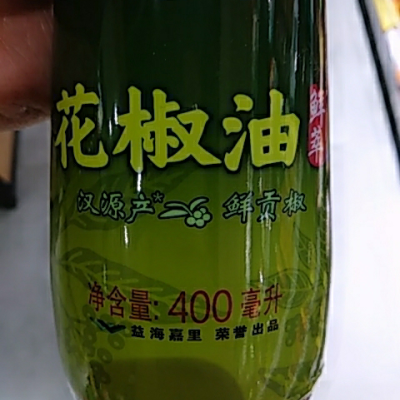 花椒油 鲜萃
汉源产* 鲜贡椒
净含量: 400毫升
益海嘉里 荣誉出品